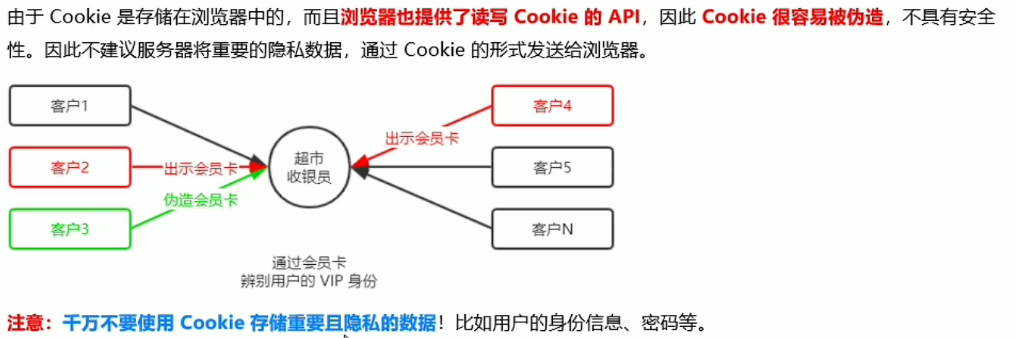 由于 Cookie 是存储在浏览器中的，而且浏览器也提供了读写 Cookie 的 API，因此 Cookie 很容易被伪造，不具有安全
性。因此不建议服务器将重要的隐私数据，通过 Cookie 的形式发送给浏览器。
客户1
客户4
出示会员卡
客户2
出示会员卡
超市
收银员
客户5
伪造会员卡
客户3
客户N
通过会员卡
辨别用户的 VIP 身份
注意：千万不要使用 Cookie 存储重要且隐私的数据！比如用户的身份信息、密码等。